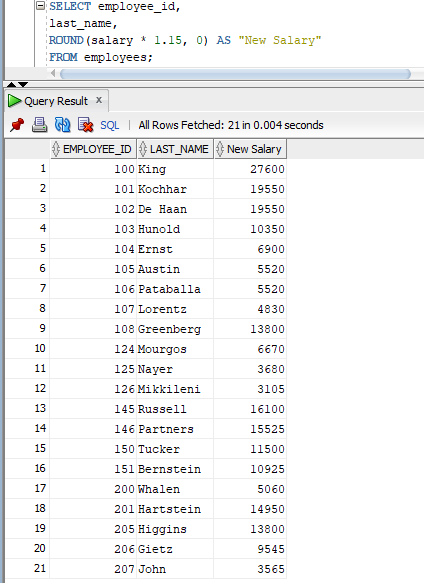 SELECT employee_id,
last_name,
ROUND(salary * 1.15, 0) AS "New Salary"
FROM employees;
Query Result x
SQL | All Rows Fetched: 21 in 0.004 seconds
EMPLOYEE_ID LAST_NAME New Salary
1 100 King 27600
2 101 Kochhar 19550
3 102 De Haan 19550
4 103 Hunold 10350
5 104 Ernst 6900
6 105 Austin 5520
7 106 Pataballa 5520
8 107 Lorentz 4830
9 108 Greenberg 13800
10 124 Mourgos 6670
11 125 Nayer 3680
12 126 Mikkileni 3105
13 145 Russell 16100
14 146 Partners 15525
15 150 Tucker 11500
16 151 Bernstein 10925
17 200 Whalen 5060
18 201 Hartstein 14950
19 205 Higgins 13800
20 206 Gietz 9545
21 207 John 3565